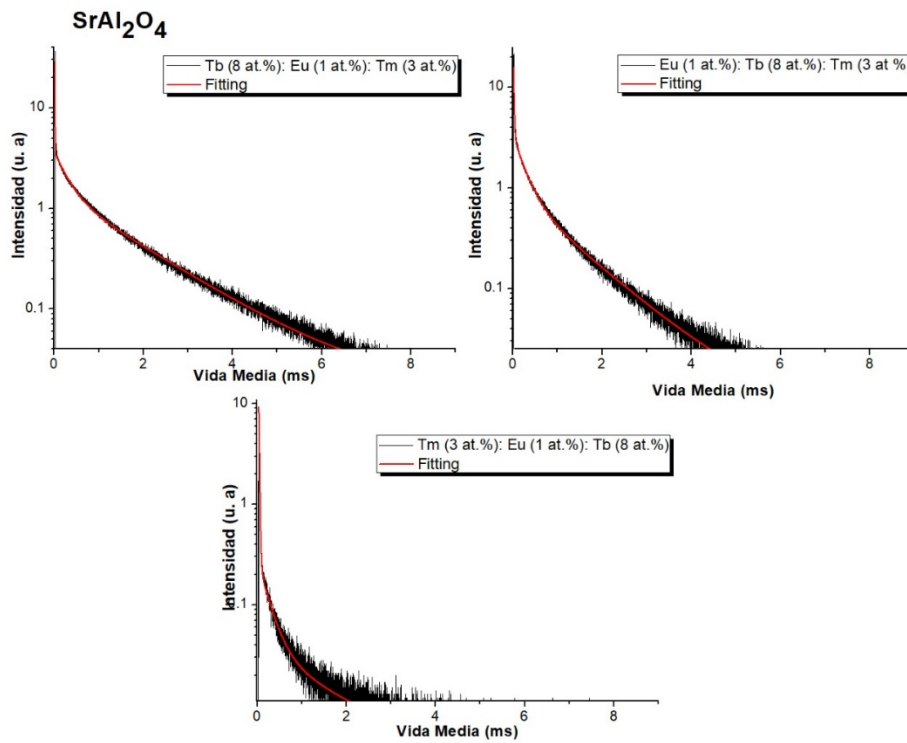 SrAl₂O₄
Tb (8 at.%): Eu (1 at.%): Tm (3 at%)
Fitting
10
1
0.1
Intensidad (u. a)
0 2 4 6 8
Vida Media (ms)
Eu (1 at.%): Tb (8 at.%): Tm (3 at %
Fitting
10
1
0.1
Intensidad (u. a)
0 2 4 6 8
Vida Media (ms)
Tm (3 at.%): Eu (1 at.%): Tb (8 at.%)
Fitting
10
1
0.1
Intensidad (u. a)
0 2 4 6 8
Vida Media (ms)